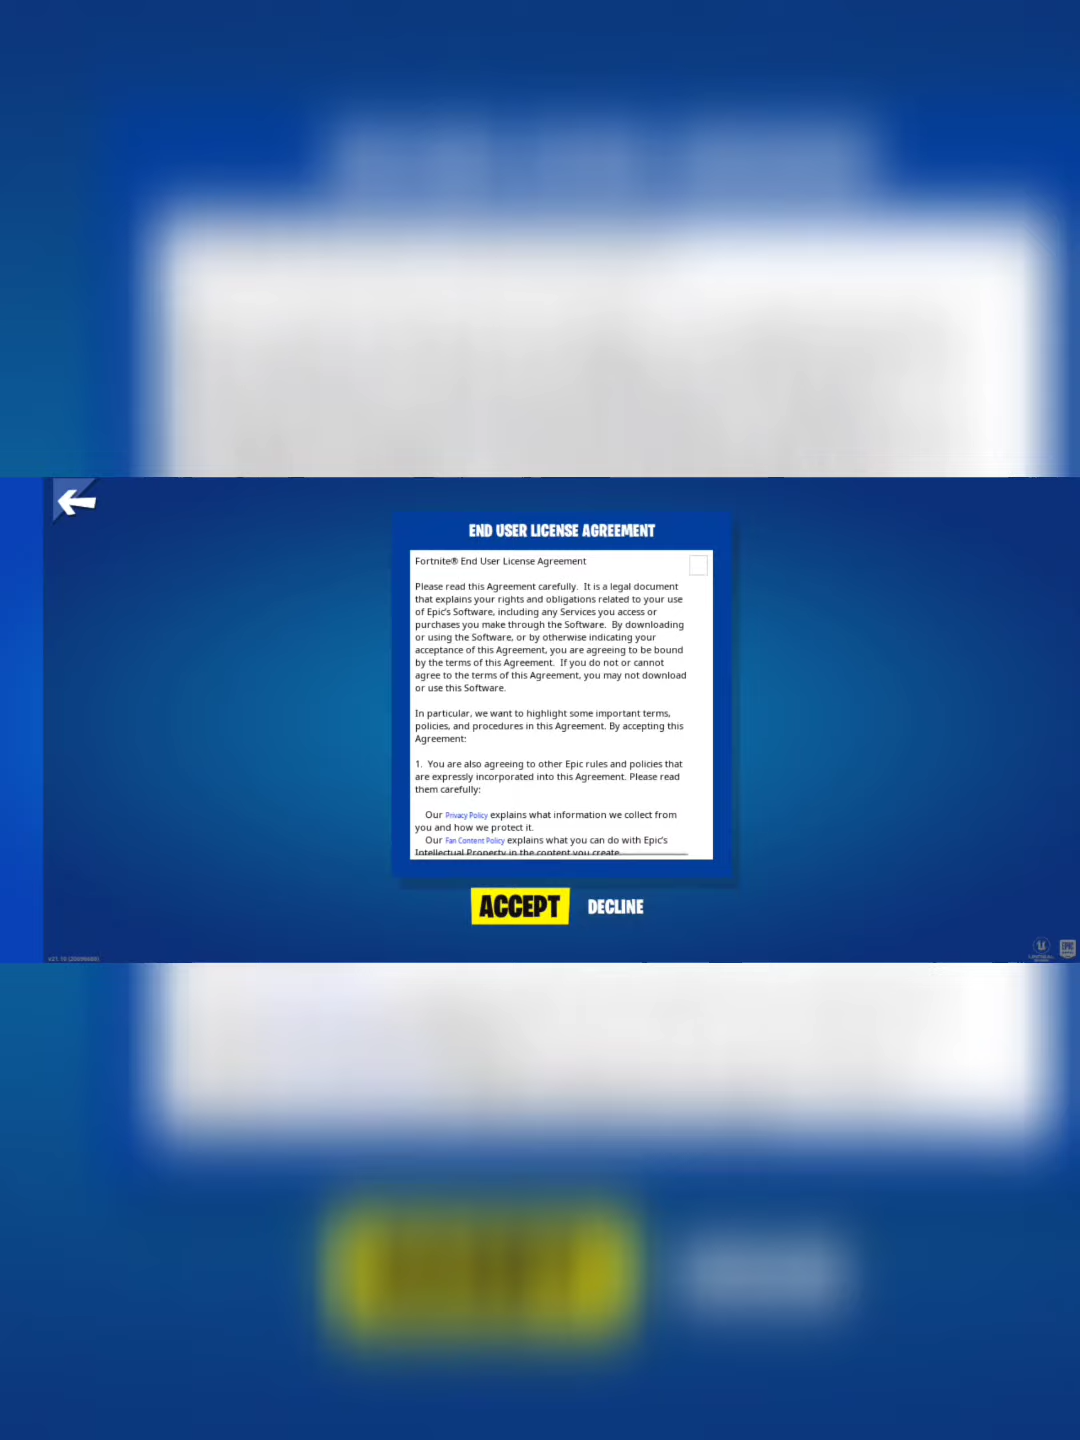 END USER LICENSE AGREEMENT
Fortnite® End User License Agreement
Please read this Agreement carefully.  It is a legal document
that explains your rights and obligations related to your use
of Epic's Software, including any Services you access or
purchases you make through the Software.  By downloading
or using the Software, or by otherwise indicating your
acceptance of this Agreement, you are agreeing to be bound
by the terms of this Agreement.  If you do not or cannot
agree to the terms of this Agreement, you may not download
or use this Software.
In particular, we want to highlight some important terms,
policies, and procedures in this Agreement. By accepting this
Agreement:
1.  You are also agreeing to other Epic rules and policies that
are expressly incorporated into this Agreement. Please read
them carefully:
Our Privacy Policy explains what information we collect from
you and how we protect it.
Our Fan Content Policy explains what you can do with Epic's
Intellectual Property in the content you create
ACCEPT DECLINE
EPIC